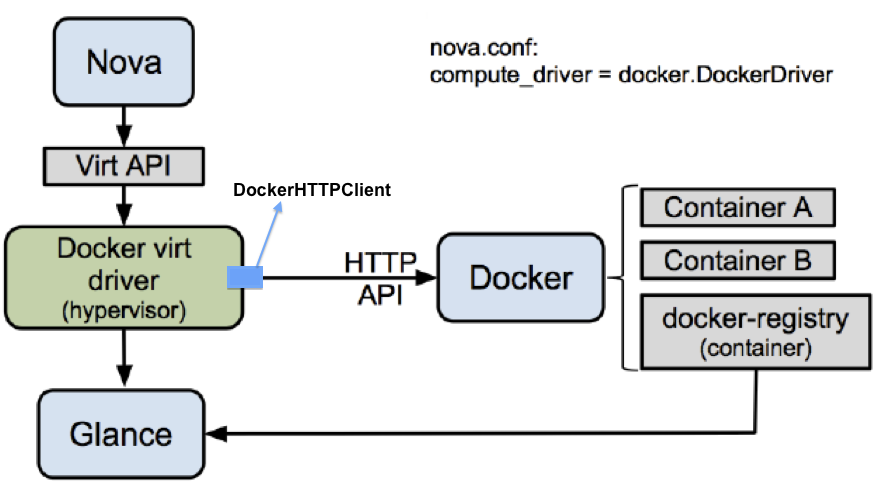 Nova
nova.conf:
compute_driver = docker.DockerDriver
Virt API
DockerHTTPClient
Docker virt
driver
(hypervisor)
HTTP
API
Docker
Container A
Container B
docker-registry
(container)
Glance